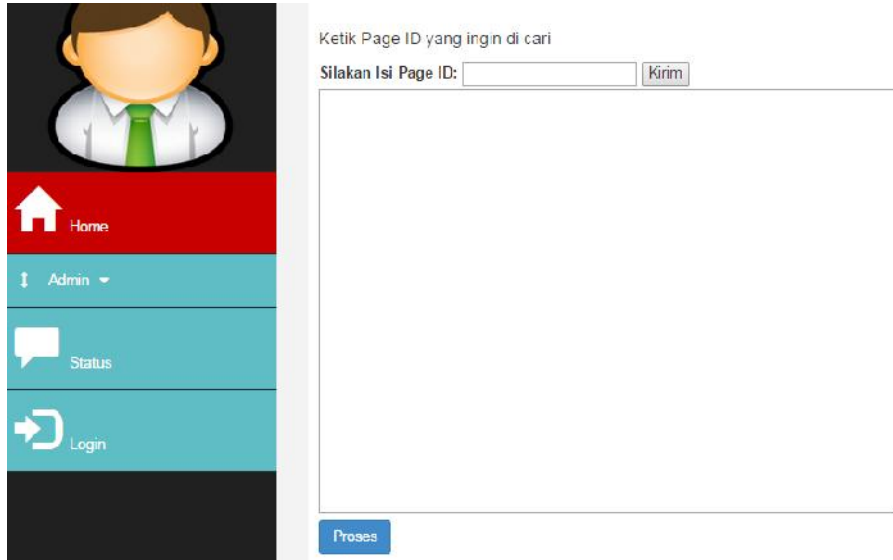 Ketik Page ID yang ingin di cari
Silakan Isi Page ID: Kirim
Home
Admin
Status
Login
Proses